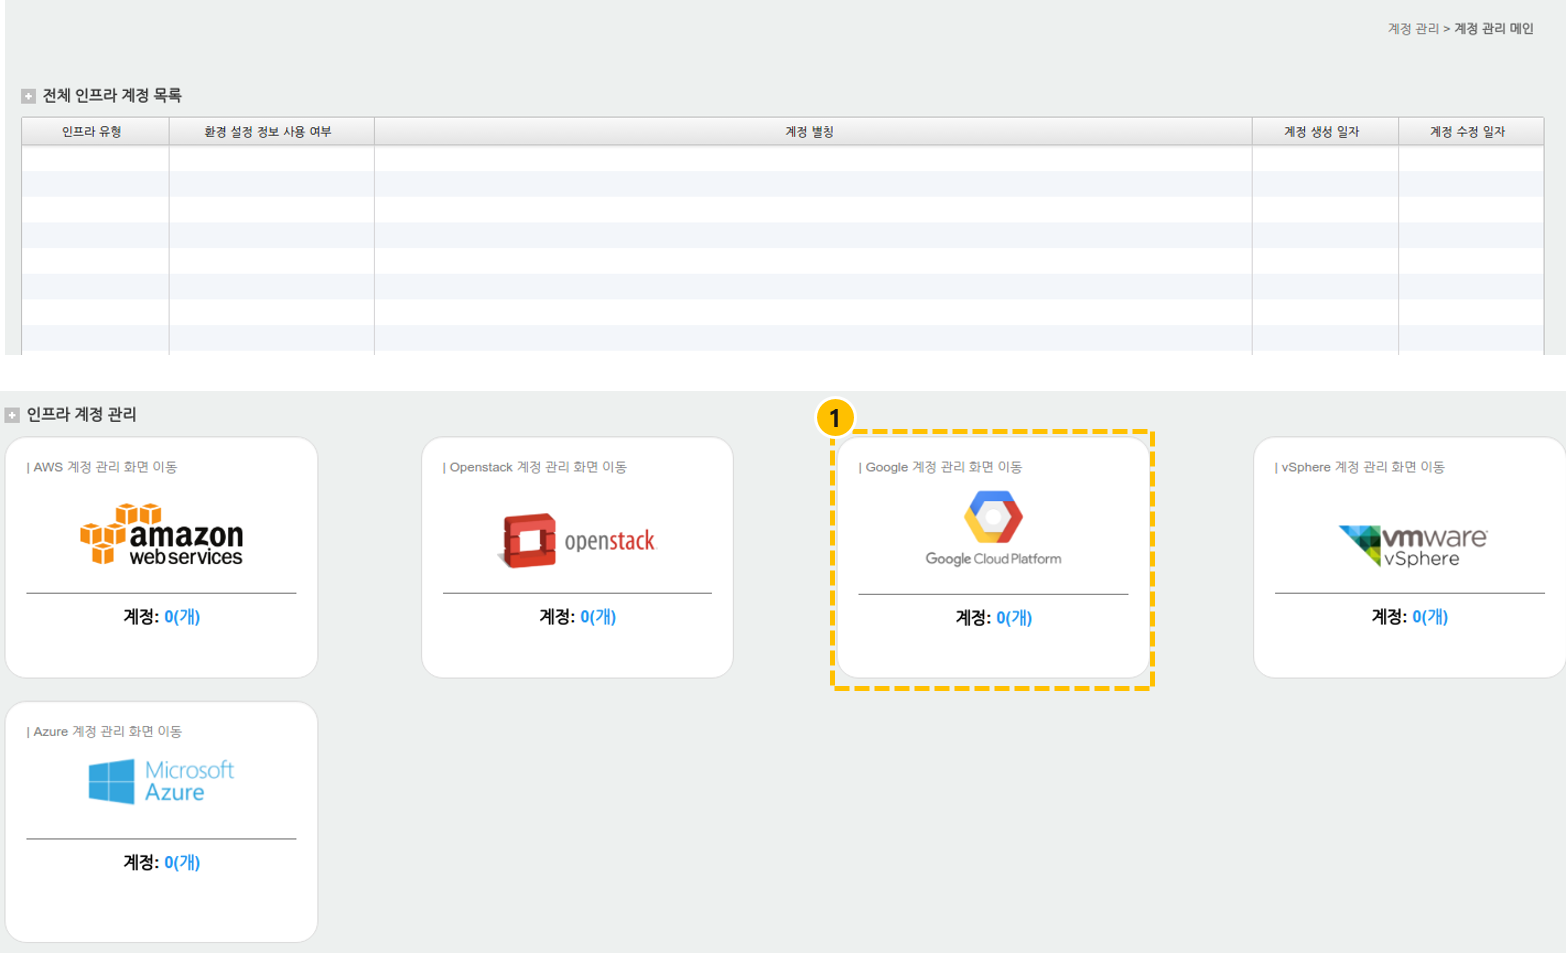 계정 관리 > 계정 관리 메인
전체 인프라 계정 목록
인프라 유형 환경 설정 정보 사용 여부 계정 별칭 계정 생성 일자 계정 수정 일자
인프라 계정 관리
1
| AWS 계정 관리 화면 이동
amazon
web services
계정: 0(개)
| Openstack 계정 관리 화면 이동
openstack
계정: 0(개)
| Google 계정 관리 화면 이동
Google Cloud Platform
계정: 0(개)
| vSphere 계정 관리 화면 이동
vmware
vSphere
계정: 0(개)
| Azure 계정 관리 화면 이동
Microsoft
Azure
계정: 0(개)